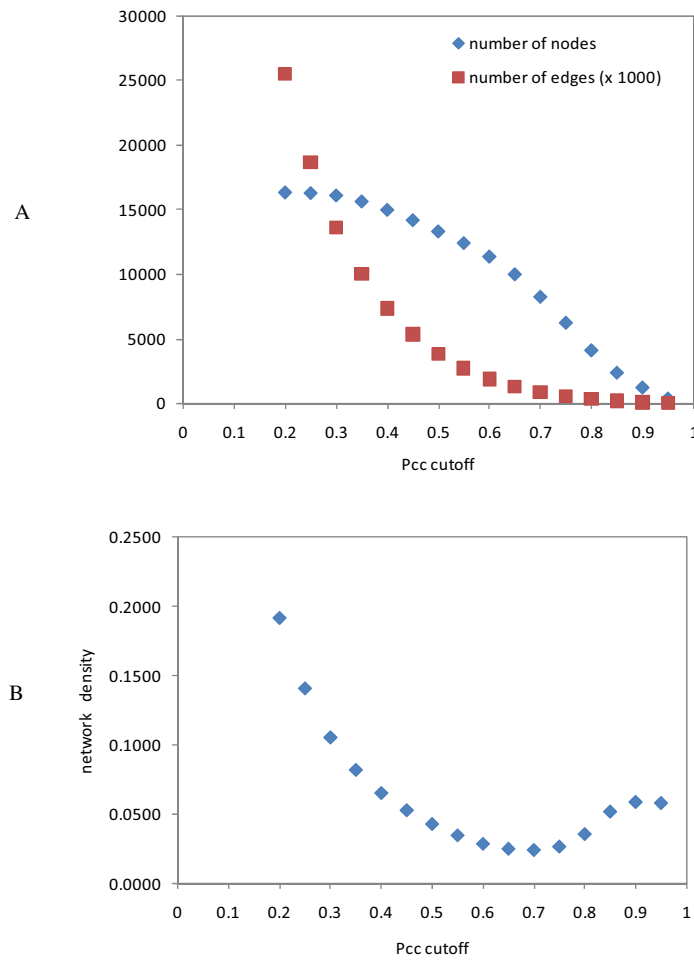 A
30000
25000
20000
15000
10000
5000
0
number of nodes
number of edges (x 1000)
0 0.1 0.2 0.3 0.4 0.5 0.6 0.7 0.8 0.9 1
Pcc cutoff
B
network density
0.2500
0.2000
0.1500
0.1000
0.0500
0.0000
0 0.1 0.2 0.3 0.4 0.5 0.6 0.7 0.8 0.9 1
Pcc cutoff